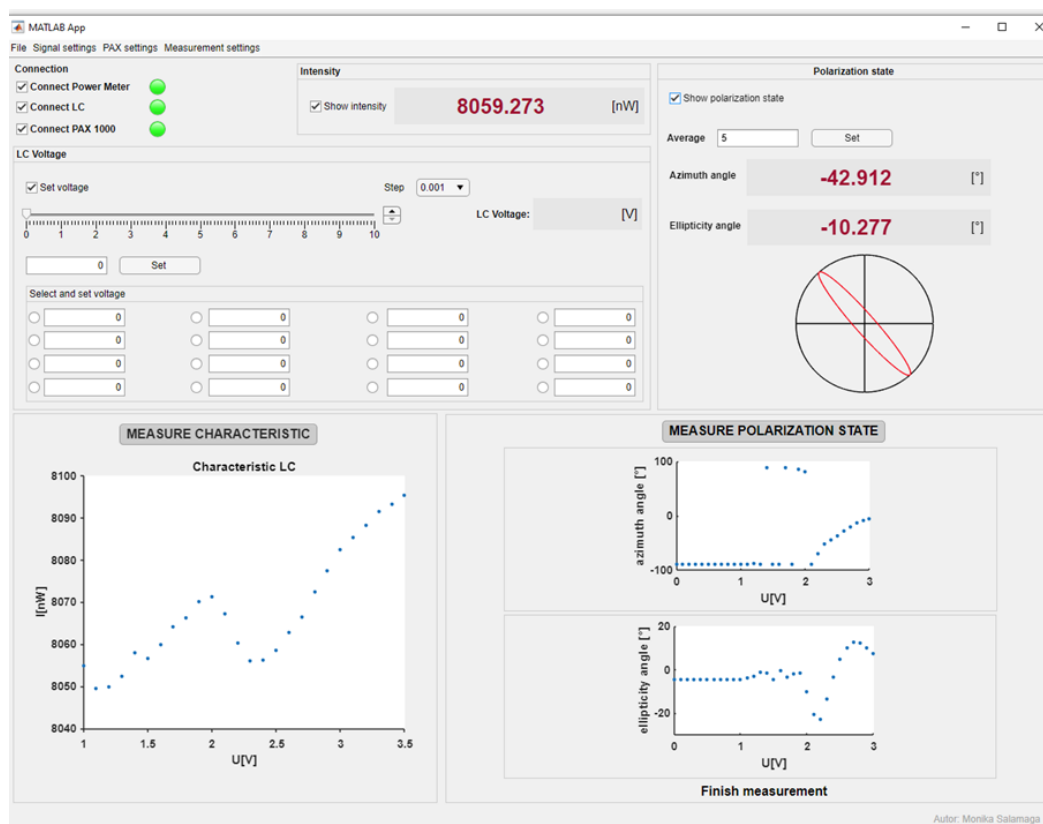 MATLAB App
File Signal settings PAX settings Measurement settings
Connection
Connect Power Meter
Connect LC
Connect PAX 1000
Intensity
Show intensity 8059.273 [nW]
Polarization state
Show polarization state
Average 5 Set
Azimuth angle -42.912 [°]
Ellipticity angle -10.277 [°]
LC Voltage
Set voltage
Step 0.001
LC Voltage: [V]
0 1 2 3 4 5 6 7 8 9 10
0 Set
Select and set voltage
0 0 0 0
0 0 0 0
0 0 0 0
0 0 0 0
MEASURE CHARACTERISTIC
Characteristic LC
I[nW]
8100
8090
8080
8070
8060
8050
8040
1 1.5 2 2.5 3 3.5
U[V]
MEASURE POLARIZATION STATE
azimuth angle [°]
100
0
-100
0 1 2 3
U[V]
ellipticity angle [°]
20
0
-20
0 1 2 3
U[V]
Finish measurement
Autor: Monika Salamaga